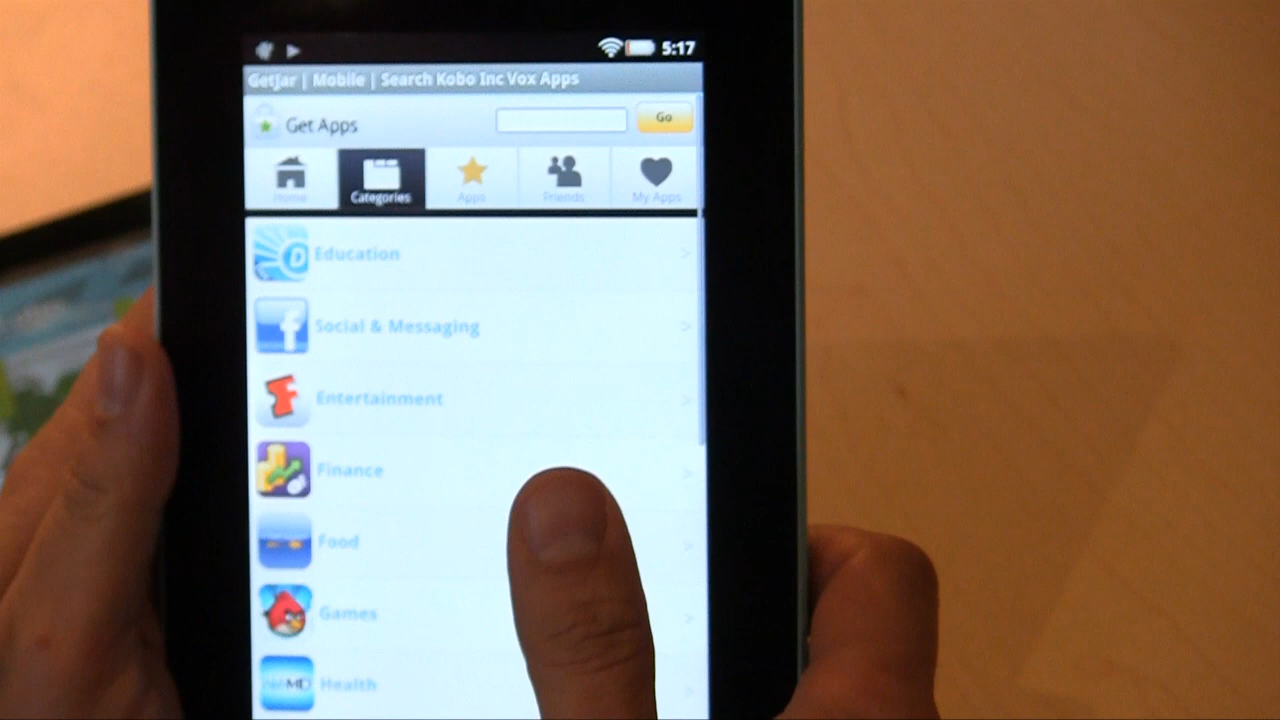 5:17
GetJar | Mobile | Search Kobo Inc Vox Apps
Get Apps Go
Home Categories Apps Friends My Apps
D Education >
f Social & Messaging >
F Entertainment >
Finance >
Food >
Games >
MD Health >